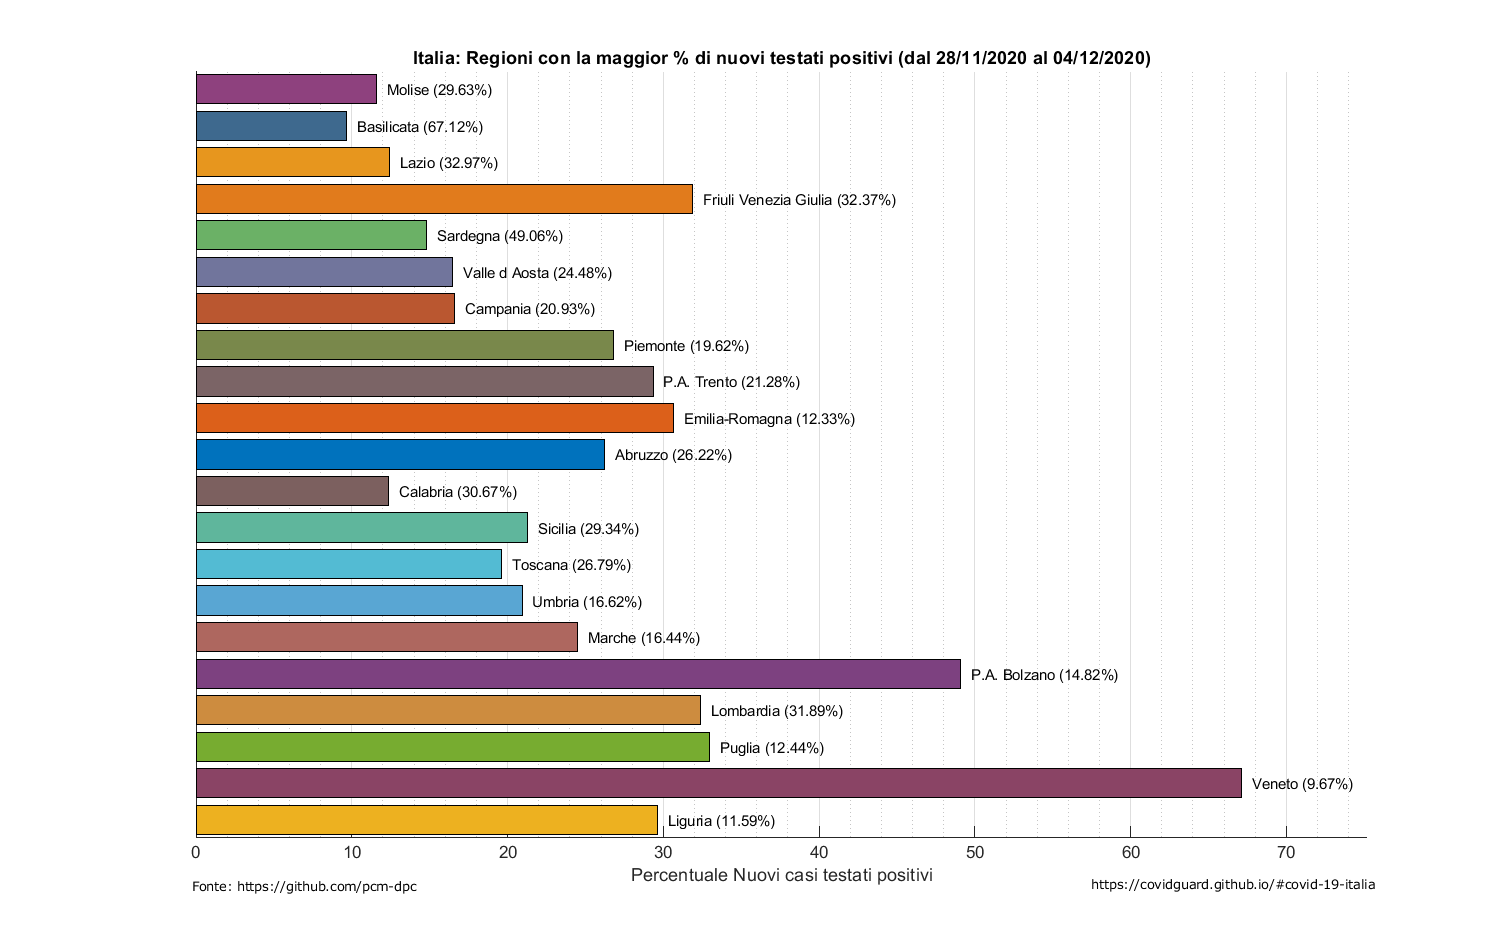 Italia: Regioni con la maggior % di nuovi testati positivi (dal 28/11/2020 al 04/12/2020)
Molise (29.63%)
Basilicata (67.12%)
Lazio (32.97%)
Friuli Venezia Giulia (32.37%)
Sardegna (49.06%)
Valle d Aosta (24.48%)
Campania (20.93%)
Piemonte (19.62%)
P.A. Trento (21.28%)
Emilia-Romagna (12.33%)
Abruzzo (26.22%)
Calabria (30.67%)
Sicilia (29.34%)
Toscana (26.79%)
Umbria (16.62%)
Marche (16.44%)
P.A. Bolzano (14.82%)
Lombardia (31.89%)
Puglia (12.44%)
Veneto (9.67%)
Liguria (11.59%)
0 10 20 30 40 50 60 70
Percentuale Nuovi casi testati positivi
Fonte: https://github.com/pcm-dpc
https://covidguard.github.io/#covid-19-italia